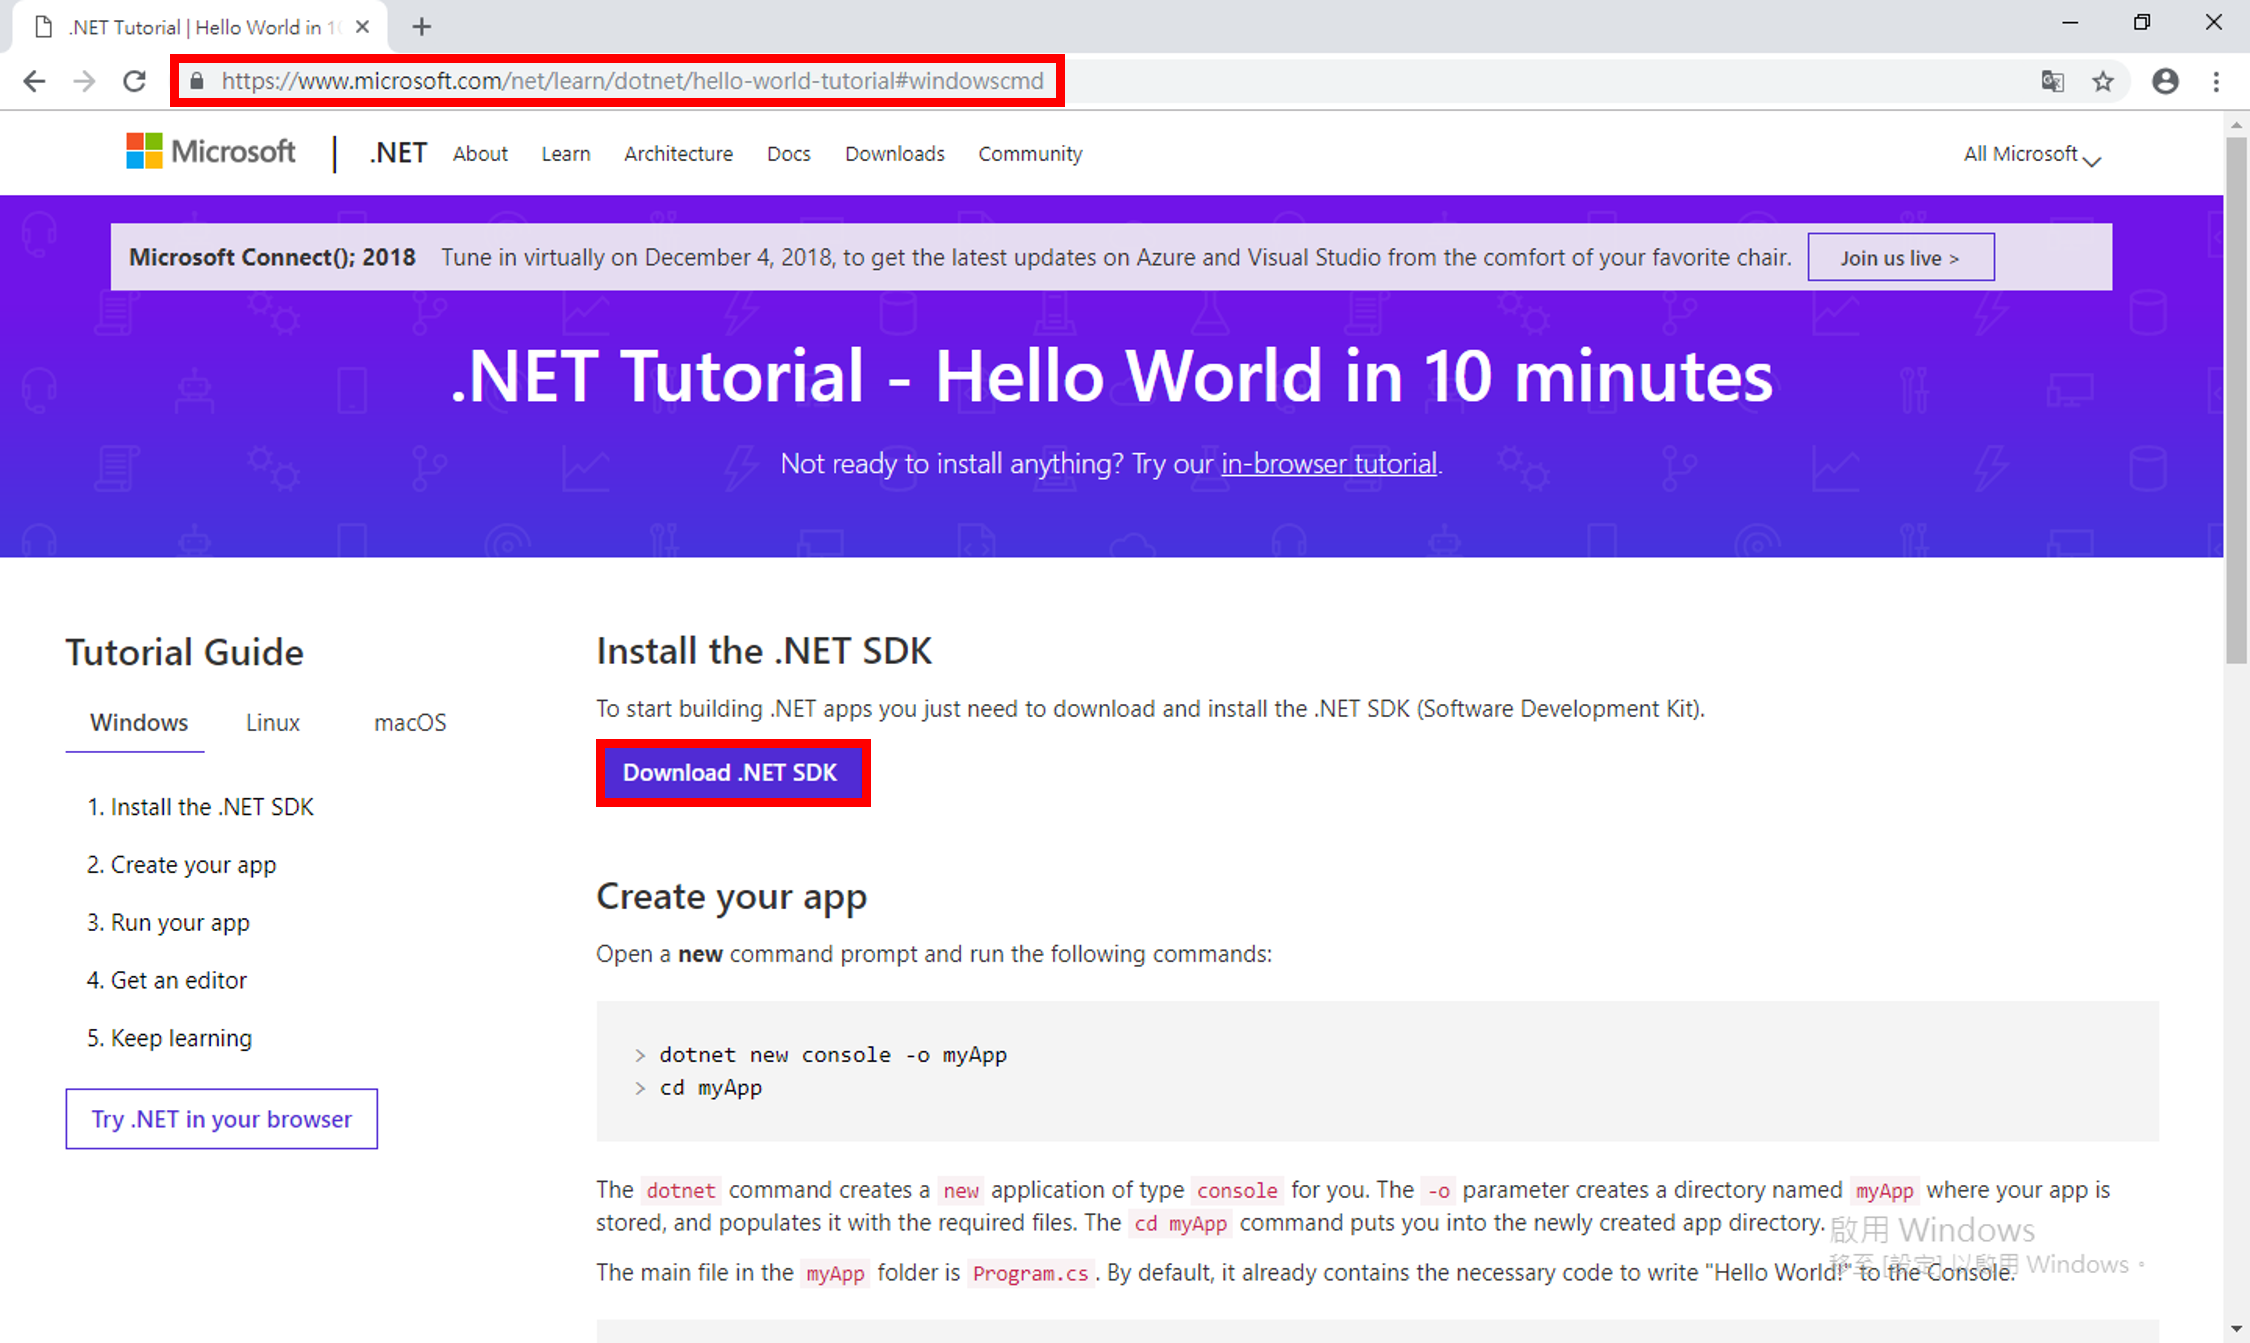 .NET Tutorial | Hello World in 10
https://www.microsoft.com/net/learn/dotnet/hello-world-tutorial#windowscmd
Microsoft | .NET About Learn Architecture Docs Downloads Community All Microsoft
Microsoft Connect(); 2018 Tune in virtually on December 4, 2018, to get the latest updates on Azure and Visual Studio from the comfort of your favorite chair. Join us live >
.NET Tutorial - Hello World in 10 minutes
Not ready to install anything? Try our in-browser tutorial.
Tutorial Guide
Windows Linux macOS
1. Install the .NET SDK
2. Create your app
3. Run your app
4. Get an editor
5. Keep learning
Try .NET in your browser
Install the .NET SDK
To start building .NET apps you just need to download and install the .NET SDK (Software Development Kit).
Download .NET SDK
Create your app
Open a new command prompt and run the following commands:
> dotnet new console -o myApp
> cd myApp
The dotnet command creates a new application of type console for you. The -o parameter creates a directory named myApp where your app is
stored, and populates it with the required files. The cd myApp command puts you into the newly created app directory.
The main file in the myApp folder is Program.cs. By default, it already contains the necessary code to write "Hello World!" to the Console.
啟用 Windows
移至 [設定] 以啟用 Windows。